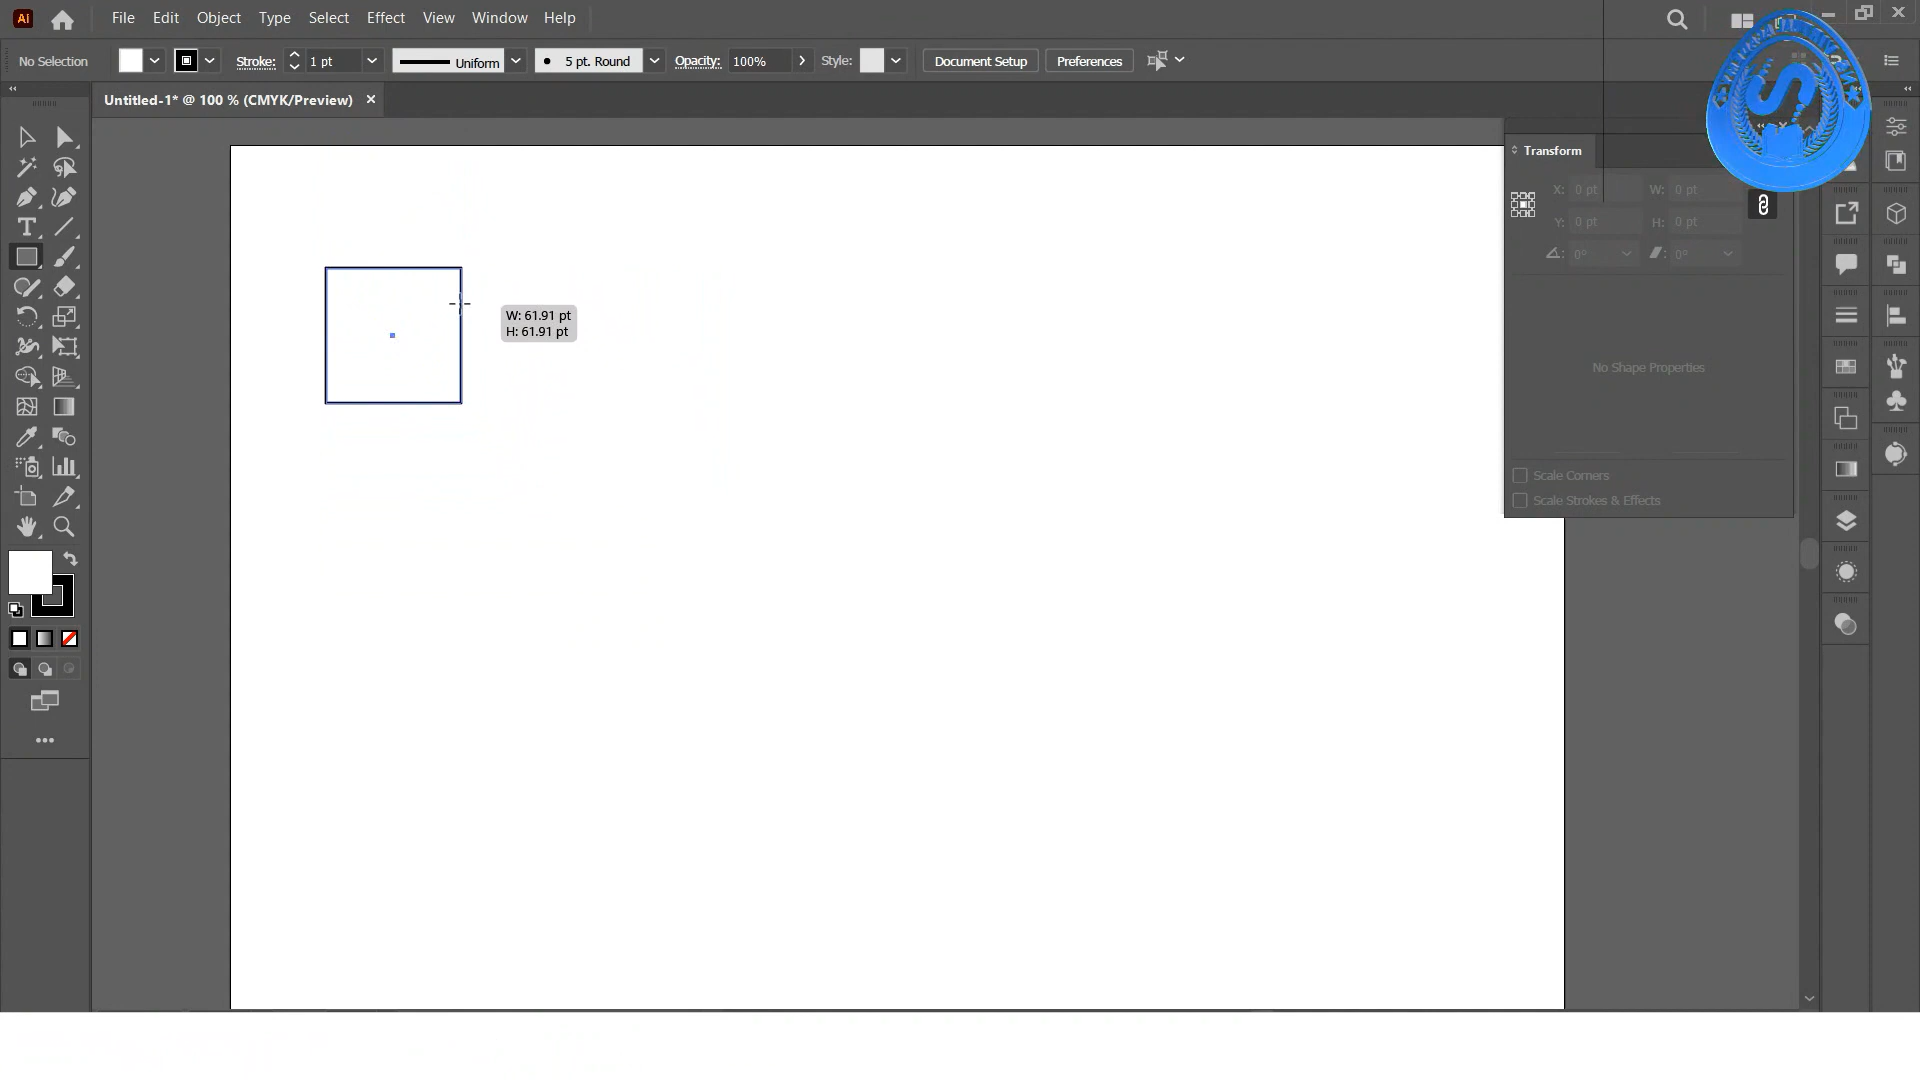 Ai File Edit Object Type Select Effect View Window Help
No Selection Stroke: 1 pt Uniform 5 pt. Round Opacity: 100% Style: Document Setup Preferences
Untitled-1* @ 100 % (CMYK/Preview)
Transform
X: 0 pt W: 0 pt
Y: 0 pt H: 0 pt
0° 0°
W: 61.91 pt
H: 61.91 pt
No Shape Properties
Scale Corners
Scale Strokes & Effects
S